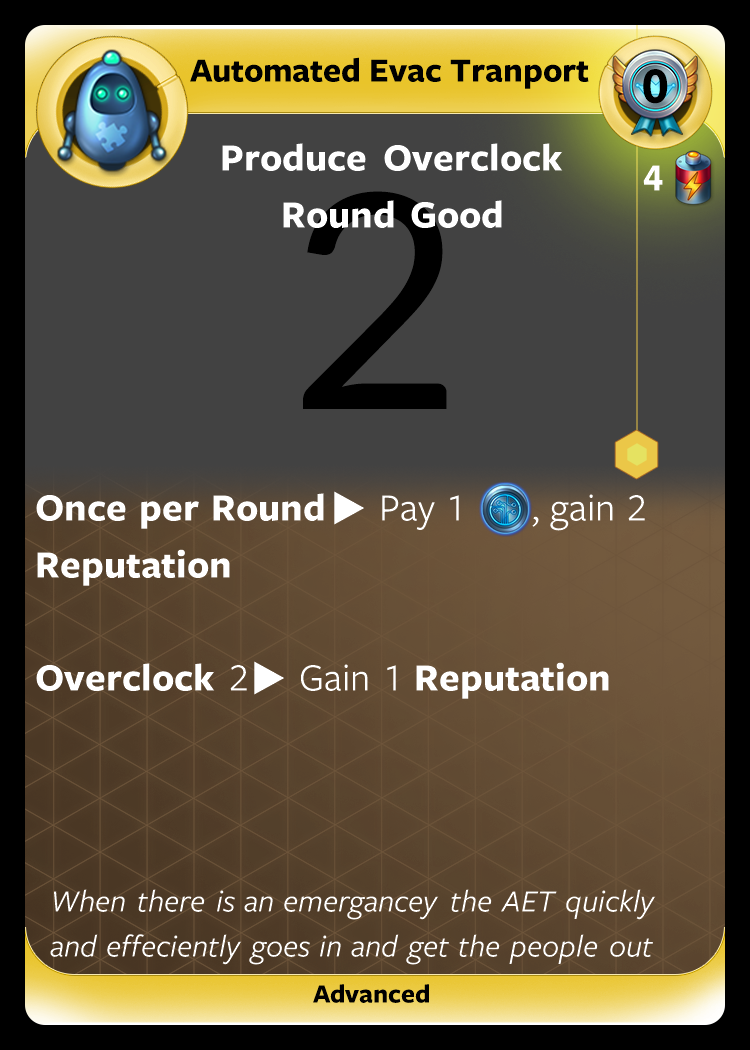 Automated Evac Tranport
0
Produce Overclock
Round Good
4
2
Once per Round▶ Pay 1 , gain 2
Reputation
Overclock 2▶ Gain 1 Reputation
When there is an emergancey the AET quickly
and effeciently goes in and get the people out
Advanced